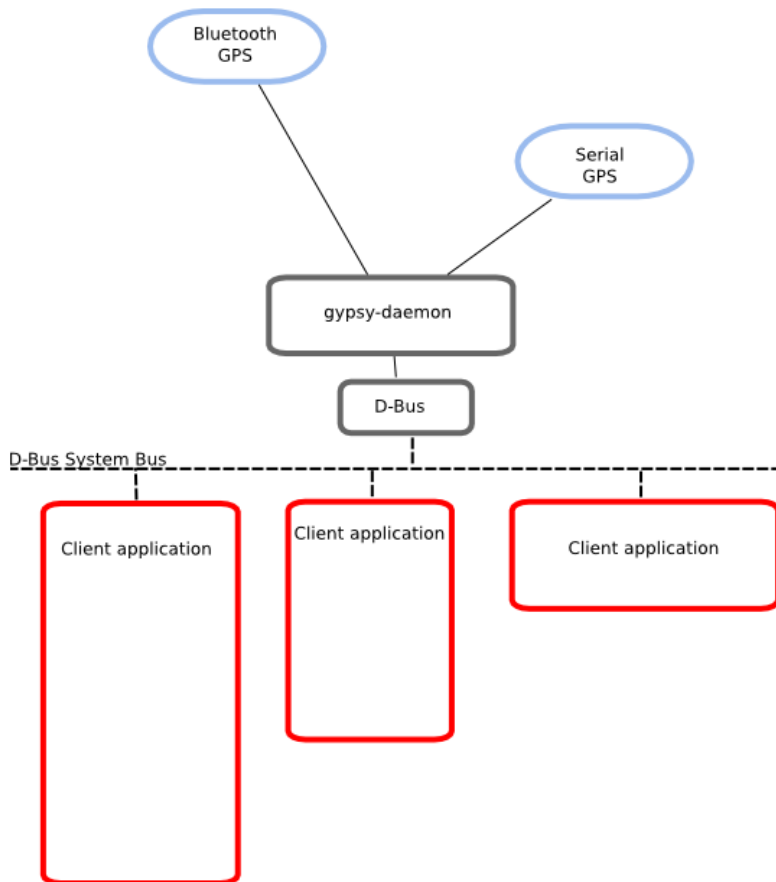 Bluetooth
GPS
Serial
GPS
gypsy-daemon
D-Bus
D-Bus System Bus
Client application
Client application
Client application